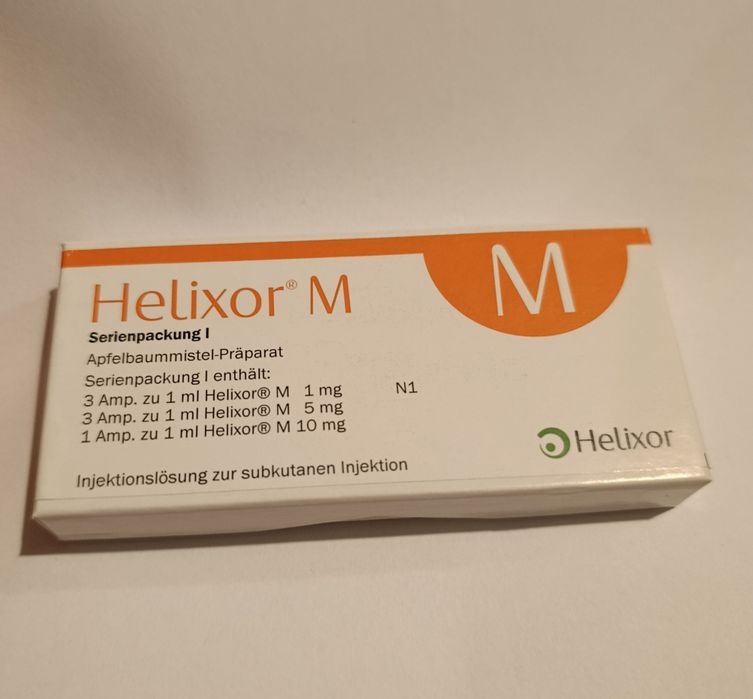 Helixor® M
M
Serienpackung I
Apfelbaummistel-Präparat
Serienpackung I enthält:
3 Amp. zu 1 ml Helixor® M 1 mg N1
3 Amp. zu 1 ml Helixor® M 5 mg
1 Amp. zu 1 ml Helixor® M 10 mg
Helixor
Injektionslösung zur subkutanen Injektion